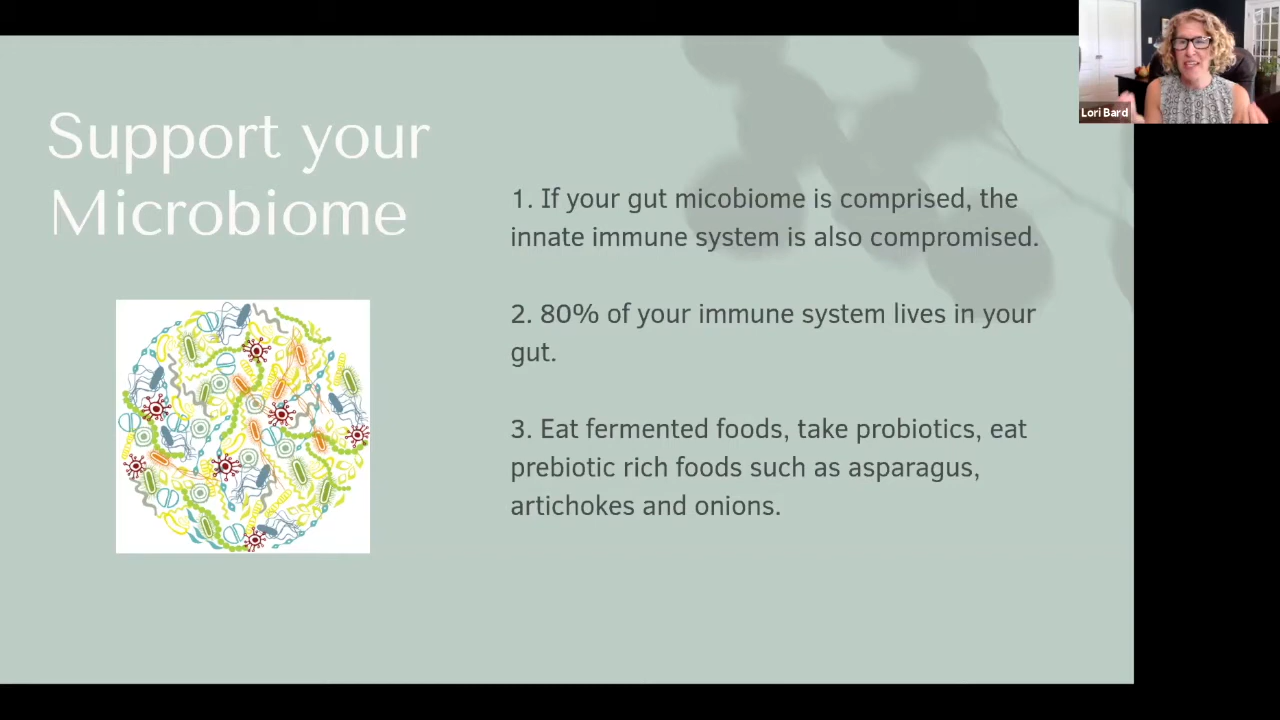 Support your
Microbiome
1. If your gut micobiome is comprised, the
innate immune system is also compromised.
2. 80% of your immune system lives in your
gut.
3. Eat fermented foods, take probiotics, eat
prebiotic rich foods such as asparagus,
artichokes and onions.
Lori Bard